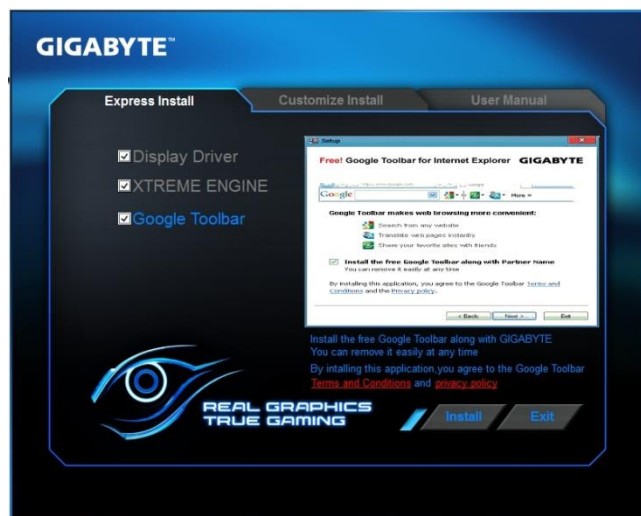 GIGABYTE™
Express Install
Customize Install
User Manual
Display Driver
XTREME ENGINE
Google Toolbar
Setup
Free! Google Toolbar for Internet Explorer GIGABYTE
Google
More »
Google Toolbar makes web browsing more convenient:
Search from any website
Translate web pages instantly
Share your favorite sites with friends
Install the free Google Toolbar along with Partner Name
You can remove it easily at any time
By installing this application, you agree to the Google Toolbar Terms and
Conditions and the Privacy policy.
< Back Next > Exit
Install the free Google Toolbar along with GIGABYTE
You can remove it easily at any time
By intalling this application,you agree to the Google Toolbar
Terms and Conditions and privacy policy
REAL GRAPHICS
TRUE GAMING
Install Exit